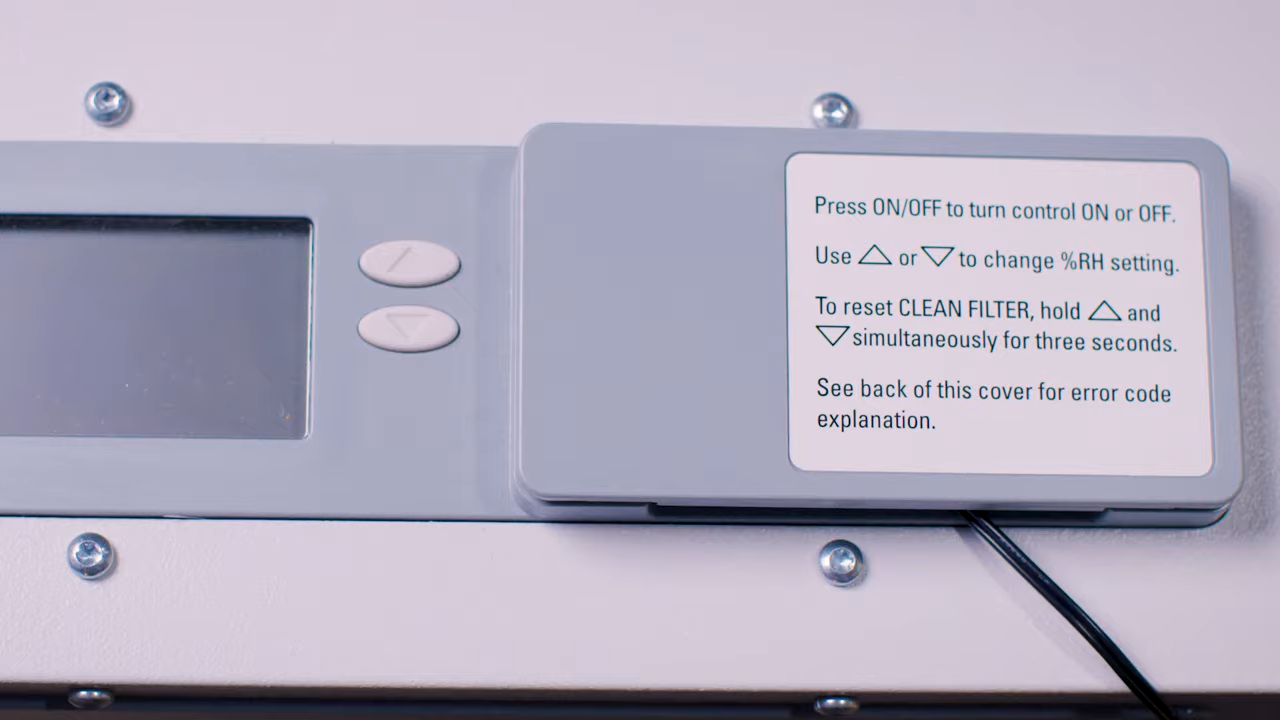 Press ON/OFF to turn control ON or OFF.
Use △ or ▽ to change %RH setting.
To reset CLEAN FILTER, hold △ and
▽ simultaneously for three seconds.
See back of this cover for error code
explanation.